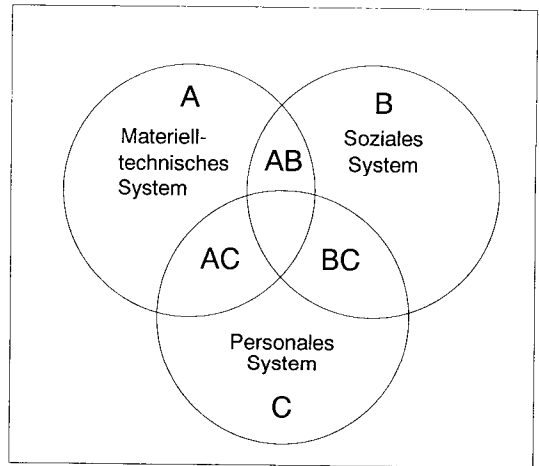 A
Materiell-
technisches
System
B
Soziales
System
AB
AC
BC
Personales
System
C